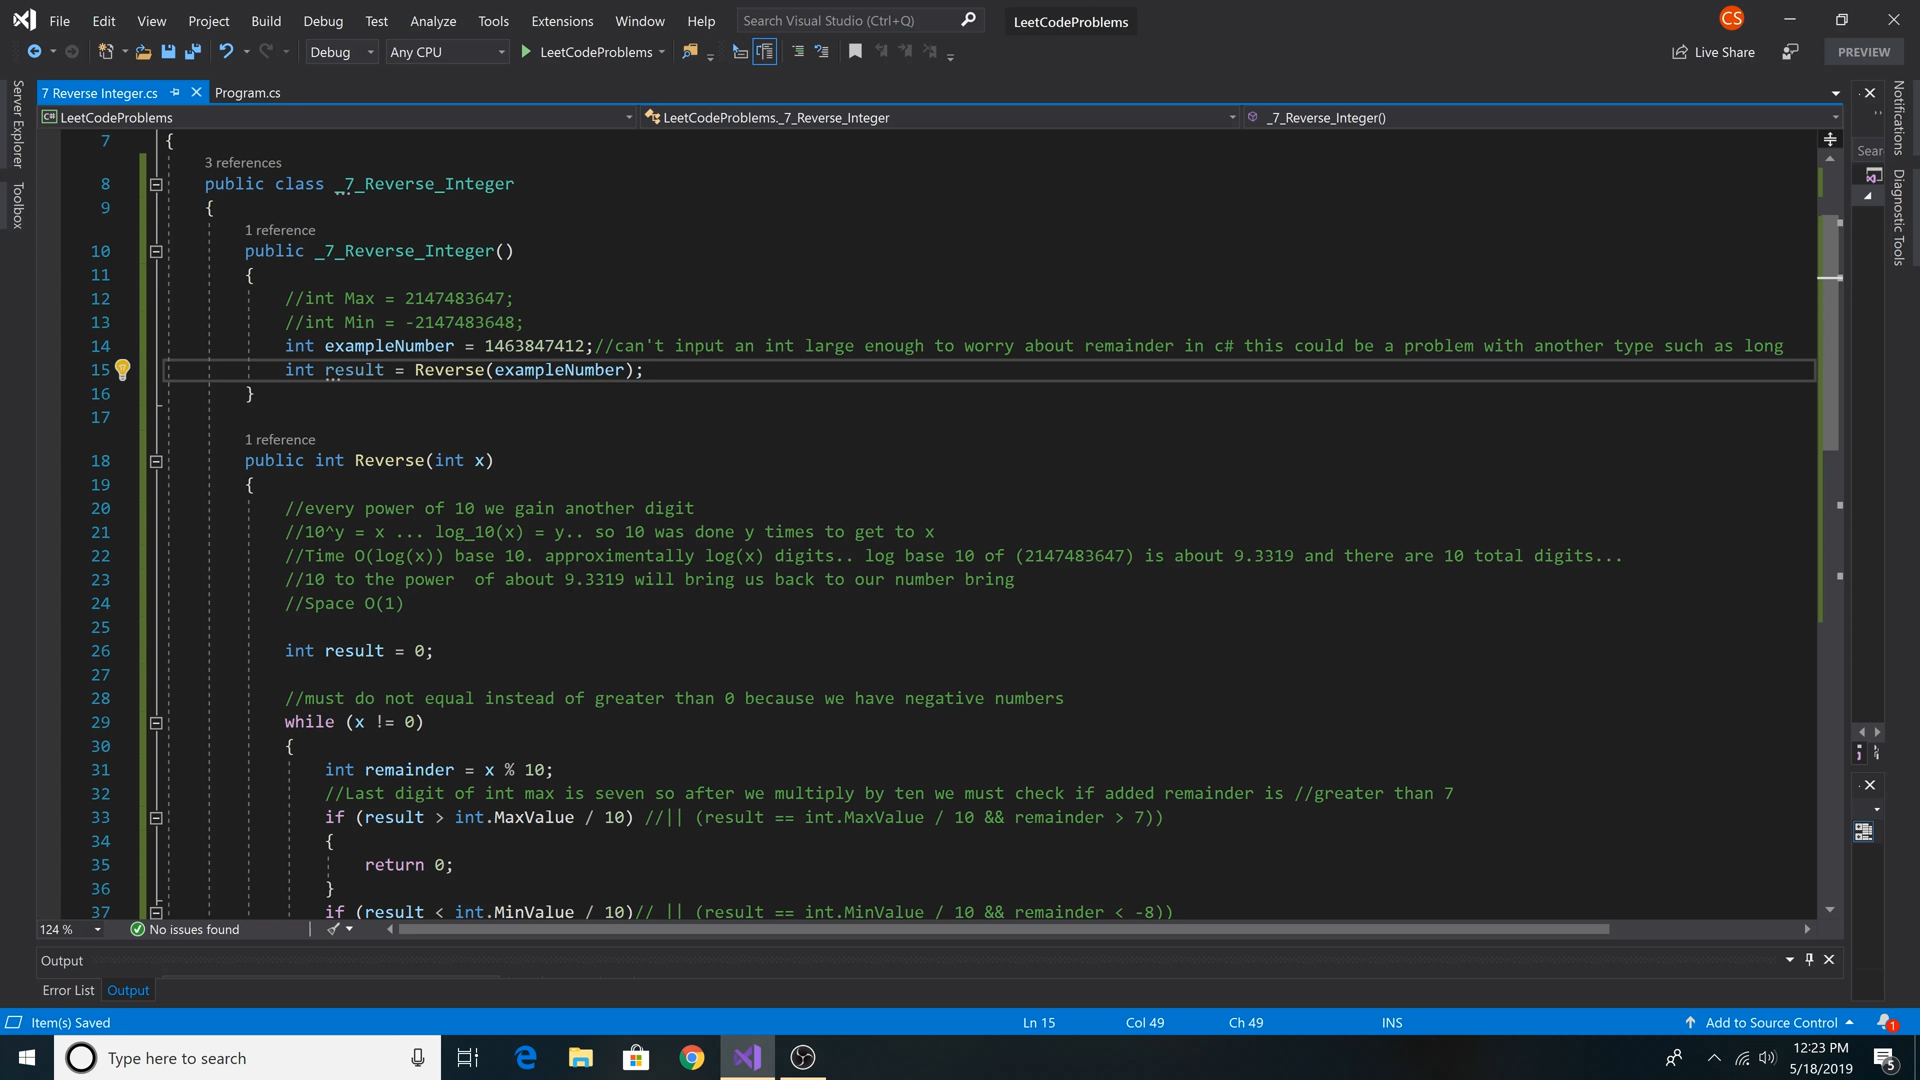 File Edit View Project Build Debug Test Analyze Tools Extensions Window Help Search Visual Studio (Ctrl+Q) LeetCodeProblems CS
Debug Any CPU LeetCodeProblems Live Share PREVIEW
Server Explorer
Toolbox
7 Reverse Integer.cs Program.cs
C# LeetCodeProblems LeetCodeProblems._7_Reverse_Integer _7_Reverse_Integer()
7 {
3 references
8 public class _7_Reverse_Integer
9 {
1 reference
10 public _7_Reverse_Integer()
11 {
12 //int Max = 2147483647;
13 //int Min = -2147483648;
14 int exampleNumber = 1463847412;//can't input an int large enough to worry about remainder in c# this could be a problem with another type such as long
15 int result = Reverse(exampleNumber);
16 }
17
1 reference
18 public int Reverse(int x)
19 {
20 //every power of 10 we gain another digit
21 //10^y = x ... log_10(x) = y.. so 10 was done y times to get to x
22 //Time O(log(x)) base 10. approximentally log(x) digits.. log base 10 of (2147483647) is about 9.3319 and there are 10 total digits...
23 //10 to the power  of about 9.3319 will bring us back to our number bring
24 //Space O(1)
25
26 int result = 0;
27
28 //must do not equal instead of greater than 0 because we have negative numbers
29 while (x != 0)
30 {
31 int remainder = x % 10;
32 //Last digit of int max is seven so after we multiply by ten we must check if added remainder is //greater than 7
33 if (result > int.MaxValue / 10) //|| (result == int.MaxValue / 10 && remainder > 7))
34 {
35 return 0;
36 }
37 if (result < int.MinValue / 10)// || (result == int.MinValue / 10 && remainder < -8))
Sear
Notifications
Diagnostic Tools
124 % No issues found
Output
Error List Output
Item(s) Saved Ln 15 Col 49 Ch 49 INS Add to Source Control 1
Type here to search 12:23 PM
5/18/2019 5